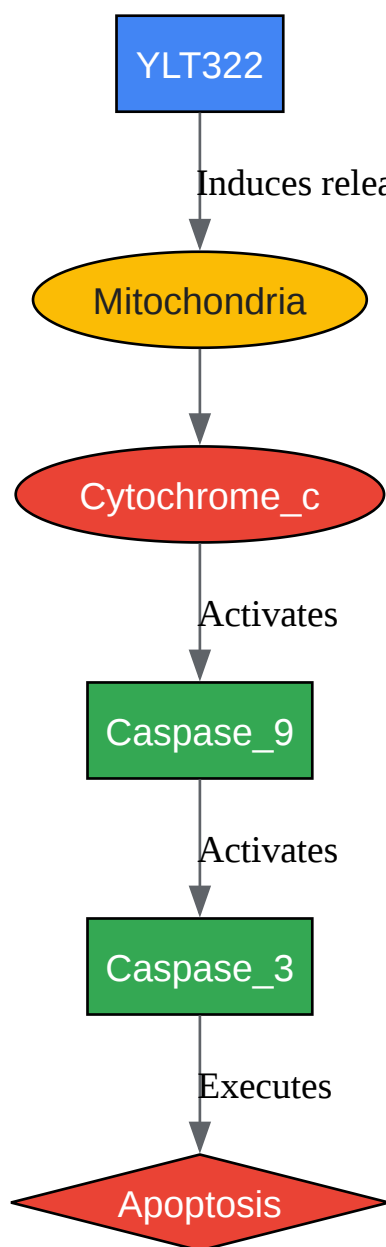 YLT322
Induces relea
Mitochondria
Cytochrome_c
Activates
Caspase_9
Activates
Caspase_3
Executes
Apoptosis